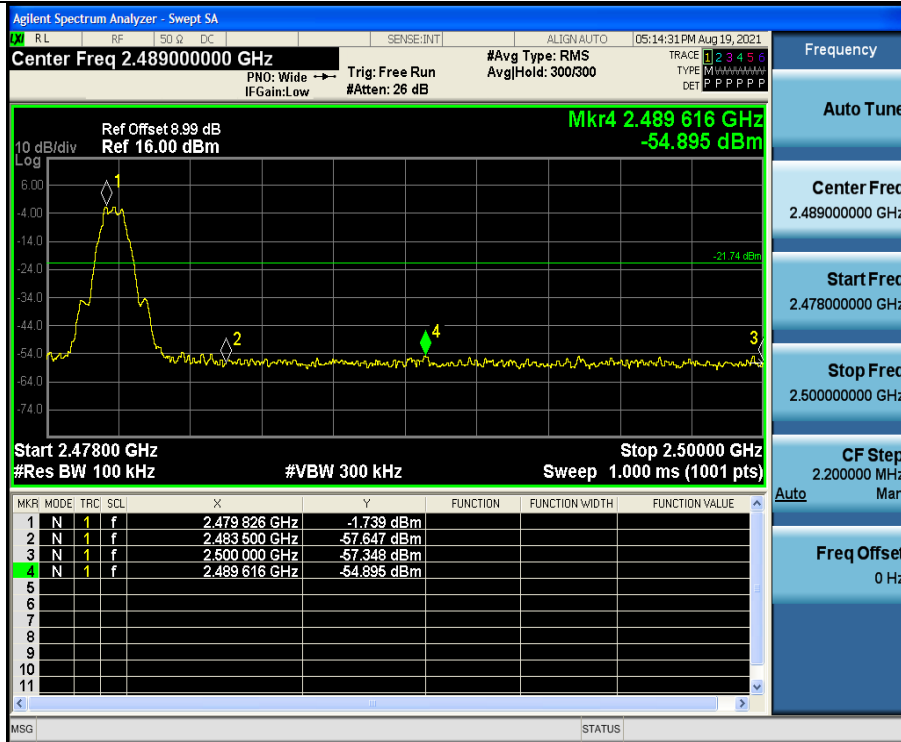 Agilent Spectrum Analyzer - Swept SA
LXI RL RF 50 Ω DC SENSE:INT ALIGN AUTO 05:14:31 PM Aug 19, 2021
Center Freq 2.489000000 GHz
#Avg Type: RMS
TRACE 1 2 3 4 5 6
PNO: Wide Trig: Free Run Avg|Hold: 300/300
TYPE M
IFGain:Low #Atten: 26 dB
DET P P P P P P
Mkr4 2.489 616 GHz
-54.895 dBm
Ref Offset 8.99 dB
10 dB/div Ref 16.00 dBm
Log
6.00
-4.00
-14.0
-24.0
-34.0
-44.0
-54.0
-64.0
-74.0
1
-21.74 dBm
2
4
3
Start 2.47800 GHz Stop 2.50000 GHz
#Res BW 100 kHz #VBW 300 kHz Sweep 1.000 ms (1001 pts)
MKR MODE TRC SCL X Y FUNCTION FUNCTION WIDTH FUNCTION VALUE
1 N 1 f 2.479 826 GHz -1.739 dBm
2 N 1 f 2.483 500 GHz -57.647 dBm
3 N 1 f 2.500 000 GHz -57.348 dBm
4 N 1 f 2.489 616 GHz -54.895 dBm
5
6
7
8
9
10
11
MSG STATUS
Frequency
Auto Tune
Center Freq
2.489000000 GHz
Start Freq
2.478000000 GHz
Stop Freq
2.500000000 GHz
CF Step
2.200000 MHz
Auto Man
Freq Offset
0 Hz